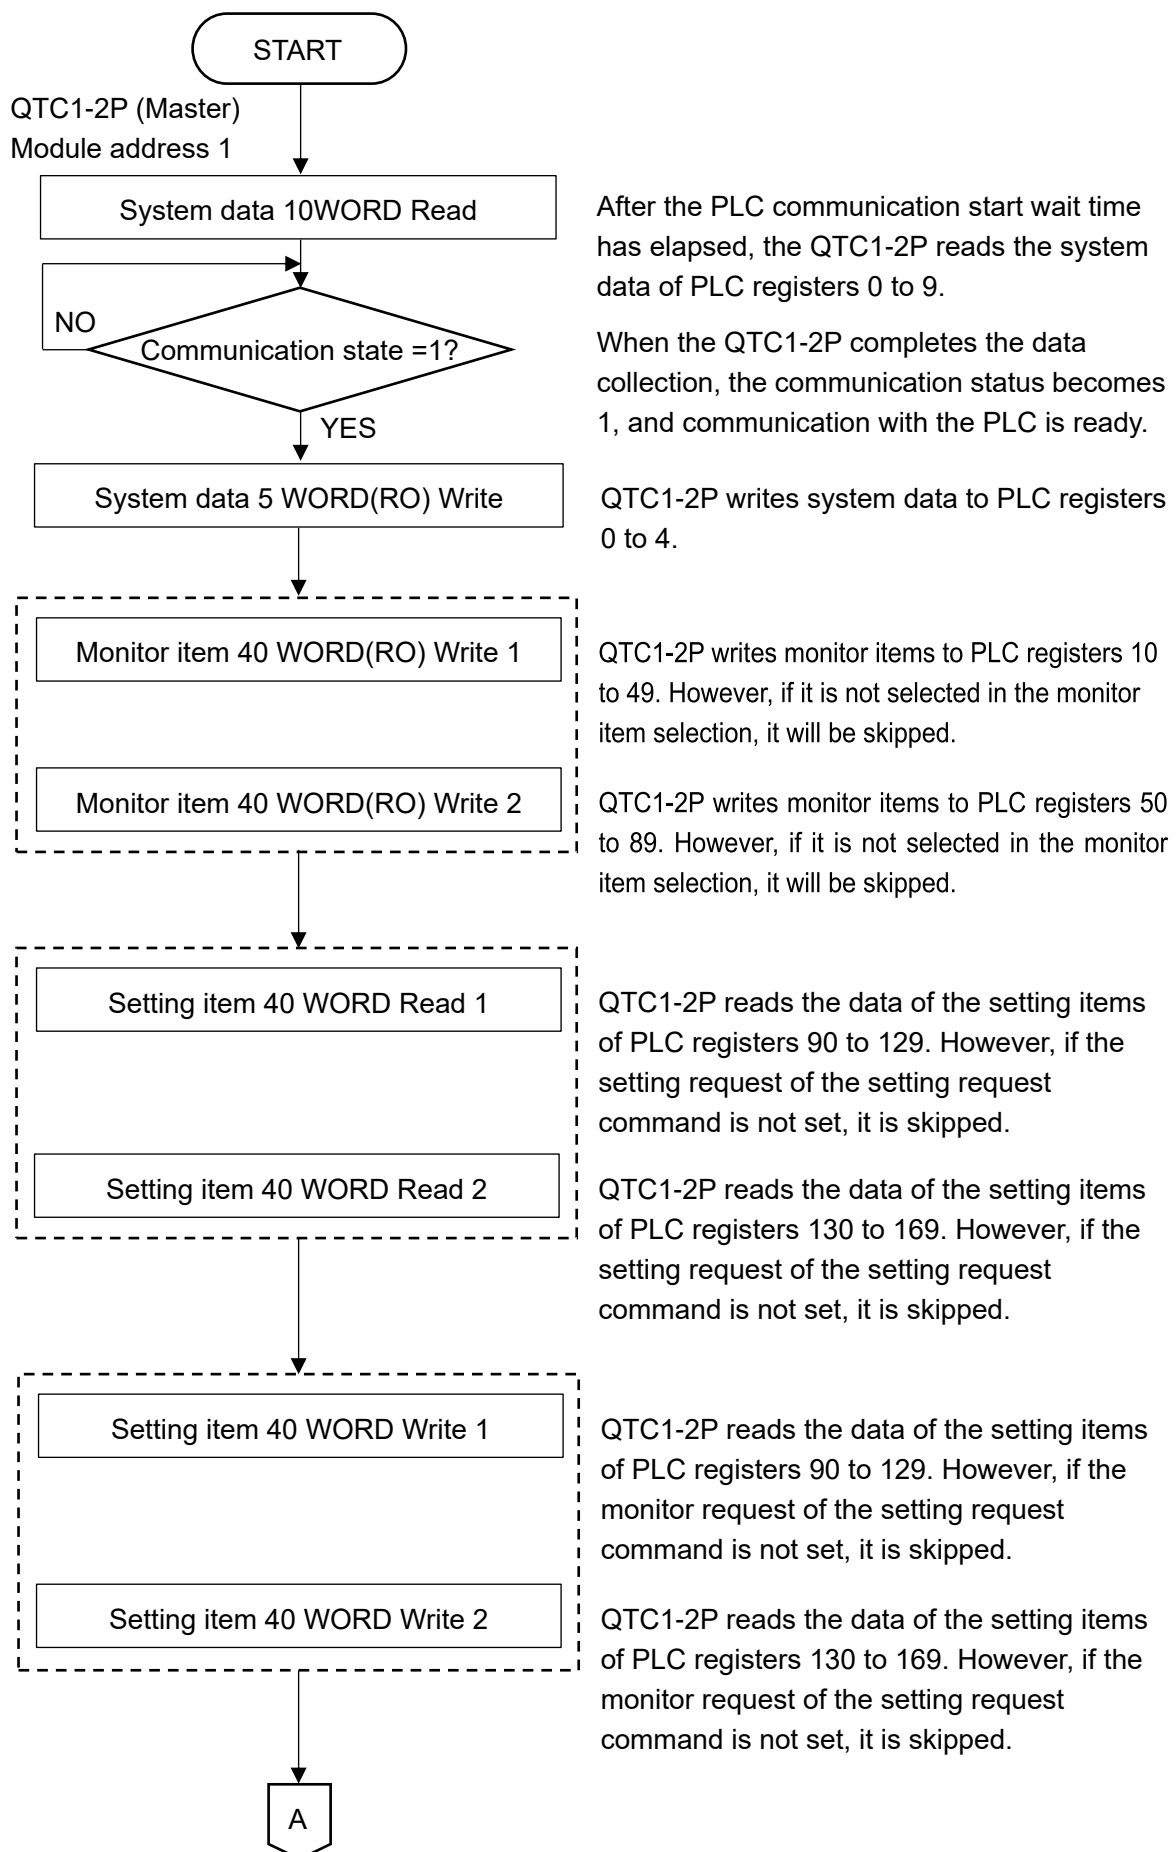 START
QTC1-2P (Master)
Module address 1
System data 10WORD Read
After the PLC communication start wait time
has elapsed, the QTC1-2P reads the system
data of PLC registers 0 to 9.
NO
Communication state =1?
When the QTC1-2P completes the data
collection, the communication status becomes
1, and communication with the PLC is ready.
YES
System data 5 WORD(RO) Write
QTC1-2P writes system data to PLC registers
0 to 4.
Monitor item 40 WORD(RO) Write 1
QTC1-2P writes monitor items to PLC registers 10
to 49. However, if it is not selected in the monitor
item selection, it will be skipped.
Monitor item 40 WORD(RO) Write 2
QTC1-2P writes monitor items to PLC registers 50
to 89. However, if it is not selected in the monitor
item selection, it will be skipped.
Setting item 40 WORD Read 1
QTC1-2P reads the data of the setting items
of PLC registers 90 to 129. However, if the
setting request of the setting request
command is not set, it is skipped.
Setting item 40 WORD Read 2
QTC1-2P reads the data of the setting items
of PLC registers 130 to 169. However, if the
setting request of the setting request
command is not set, it is skipped.
Setting item 40 WORD Write 1
QTC1-2P reads the data of the setting items
of PLC registers 90 to 129. However, if the
monitor request of the setting request
command is not set, it is skipped.
Setting item 40 WORD Write 2
QTC1-2P reads the data of the setting items
of PLC registers 130 to 169. However, if the
monitor request of the setting request
command is not set, it is skipped.
A